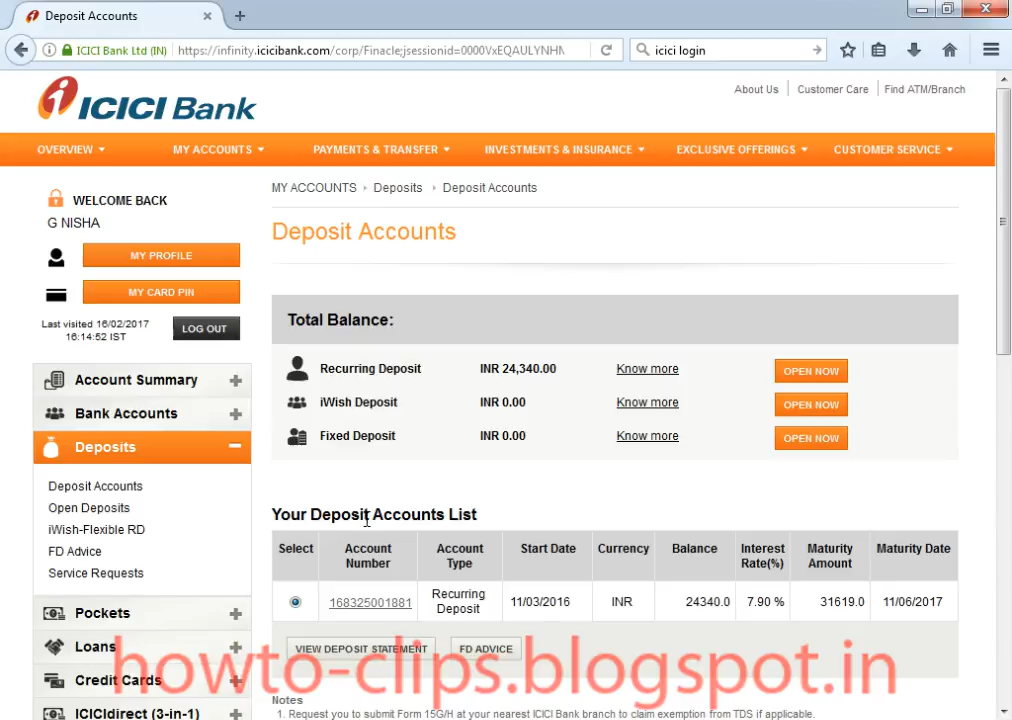 Deposit Accounts
ICICI Bank Ltd (IN)
https://infinity.icicibank.com/corp/Finacle;jsessionid=0000VxEQAULYNHN
icici login
ICICI Bank
About Us
Customer Care
Find ATM/Branch
OVERVIEW
MY ACCOUNTS
PAYMENTS & TRANSFER
INVESTMENTS & INSURANCE
EXCLUSIVE OFFERINGS
CUSTOMER SERVICE
WELCOME BACK
G NISHA
MY PROFILE
MY CARD PIN
Last visited 16/02/2017
16:14:52 IST
LOG OUT
Account Summary
Bank Accounts
Deposits
Deposit Accounts
Open Deposits
iWish-Flexible RD
FD Advice
Service Requests
Pockets
Loans
Credit Cards
ICICIdirect (3-in-1)
MY ACCOUNTS Deposits Deposit Accounts
Deposit Accounts
Total Balance:
Recurring Deposit INR 24,340.00 Know more OPEN NOW
iWish Deposit INR 0.00 Know more OPEN NOW
Fixed Deposit INR 0.00 Know more OPEN NOW
Your Deposit Accounts List
Select Account Number Account Type Start Date Currency Balance Interest Rate(%) Maturity Amount Maturity Date
168325001881 Recurring Deposit 11/03/2016 INR 24340.0 7.90 % 31619.0 11/06/2017
VIEW DEPOSIT STATEMENT FD ADVICE
howto-clips.blogspot.in
Notes
1. Request you to submit Form 15G/H at your nearest ICICI Bank branch to claim exemption from TDS if applicable.